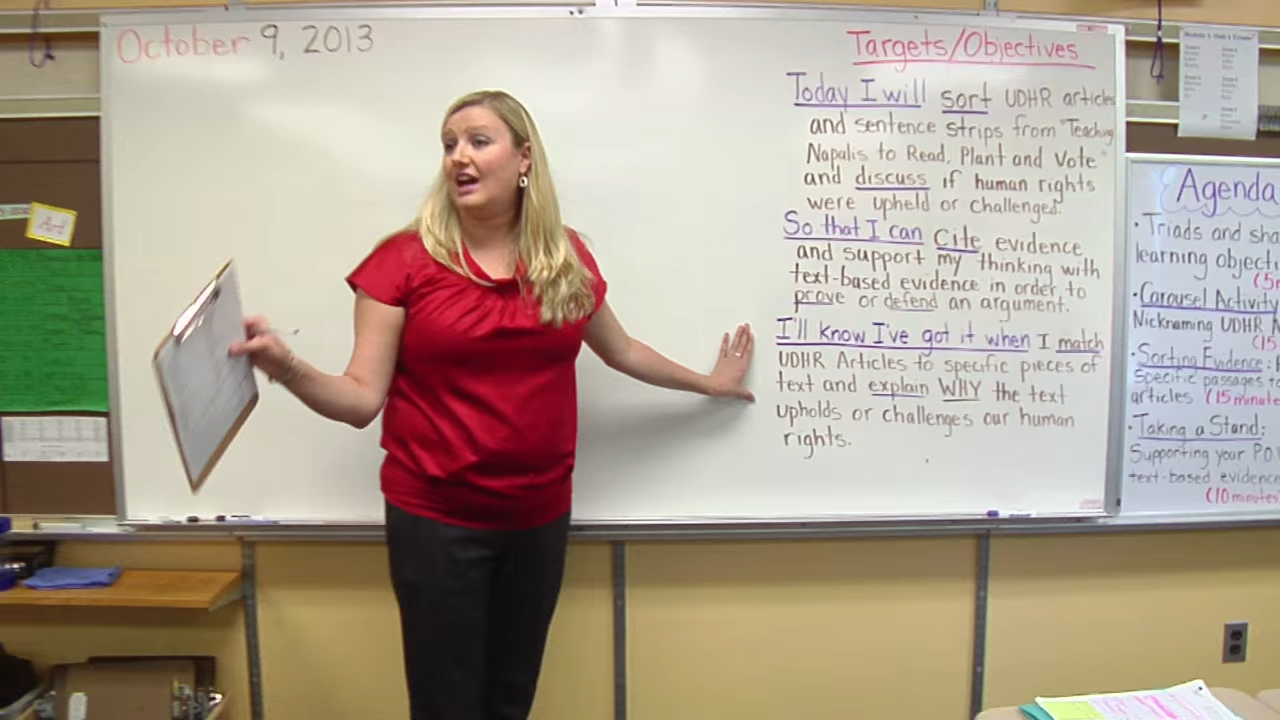 October 9, 2013
Targets/Objectives
Today I will sort UDHR articles
and sentence strips from "Teaching
Napalis to Read, Plant and Vote"
and discuss if human rights
were upheld or challenged.
So that I can cite evidence
and support my thinking with
text-based evidence in order to
prove or defend an argument.
I'll know I've got it when I match
UDHR Articles to specific pieces of
text and explain WHY the text
upholds or challenges our human
rights.
Agenda
• Triads and sha
learning objecti
(5m
• Carousel Activity
Nicknaming UDHR
(15
• Sorting Evidence:
Specific passages to
articles (15 minute
• Taking a Stand:
Supporting your PO
text-based evidence
(10 minutes
Art